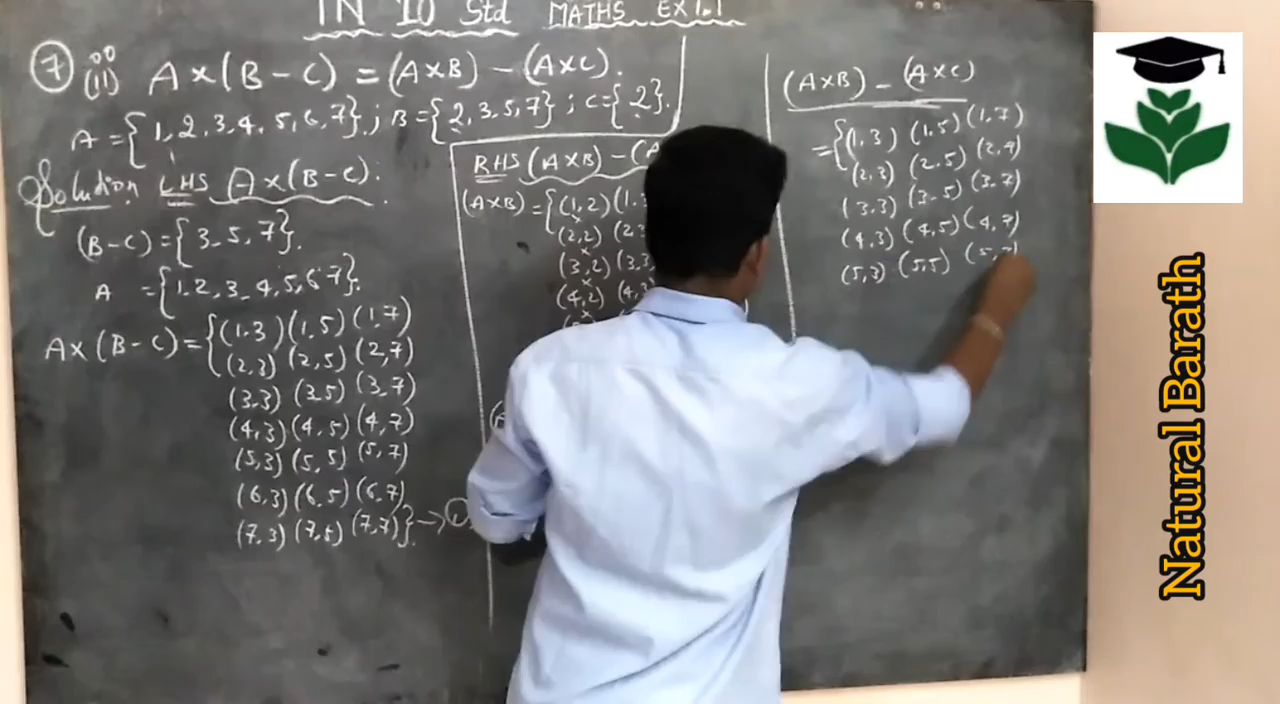 IN 10 Std MATHS EX 1.1
7 (ii) A×(B−C) = (A×B) − (A×C).
A = {1,2,3,4,5,6,7}; B={2,3,5,7}; C={2}.
Solution. LHS A×(B−C):
(B−C) = {3,5,7}.
A = {1,2,3,4,5,6,7}.
A×(B−C) = {(1,3) (1,5) (1,7)
(2,3) (2,5) (2,7)
(3,3) (3,5) (3,7)
(4,3) (4,5) (4,7)
(5,3) (5,5) (5,7)
(6,3) (6,5) (6,7)
(7,3) (7,5) (7,7)} →
RHS (A×B) − (A
(A×B) = {(1,2) (1,3
(2,2) (2,3
(3,2) (3,3
(4,2) (4,3
(A×B) − (A×C)
= {(1,3) (1,5) (1,7)
(2,3) (2,5) (2,7)
(3,3) (3,5) (3,7)
(4,3) (4,5) (4,7)
(5,3) (5,5) (5,7)
Natural Barath